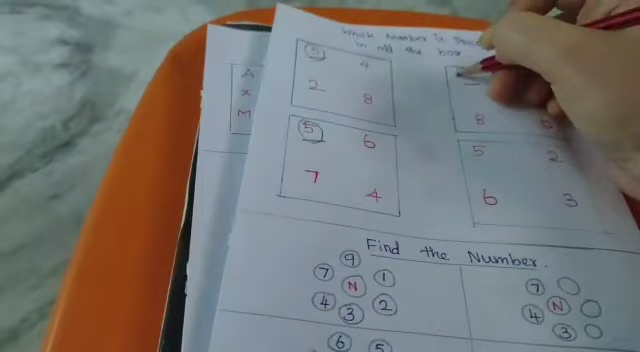 Which Number is
in all the box
A
X
M
5 4
2 8
8 6
5 6
7 4
5 2
6 3
Find the Number.
9
7 N 1
4 3 2
7
N
4 3
6 5